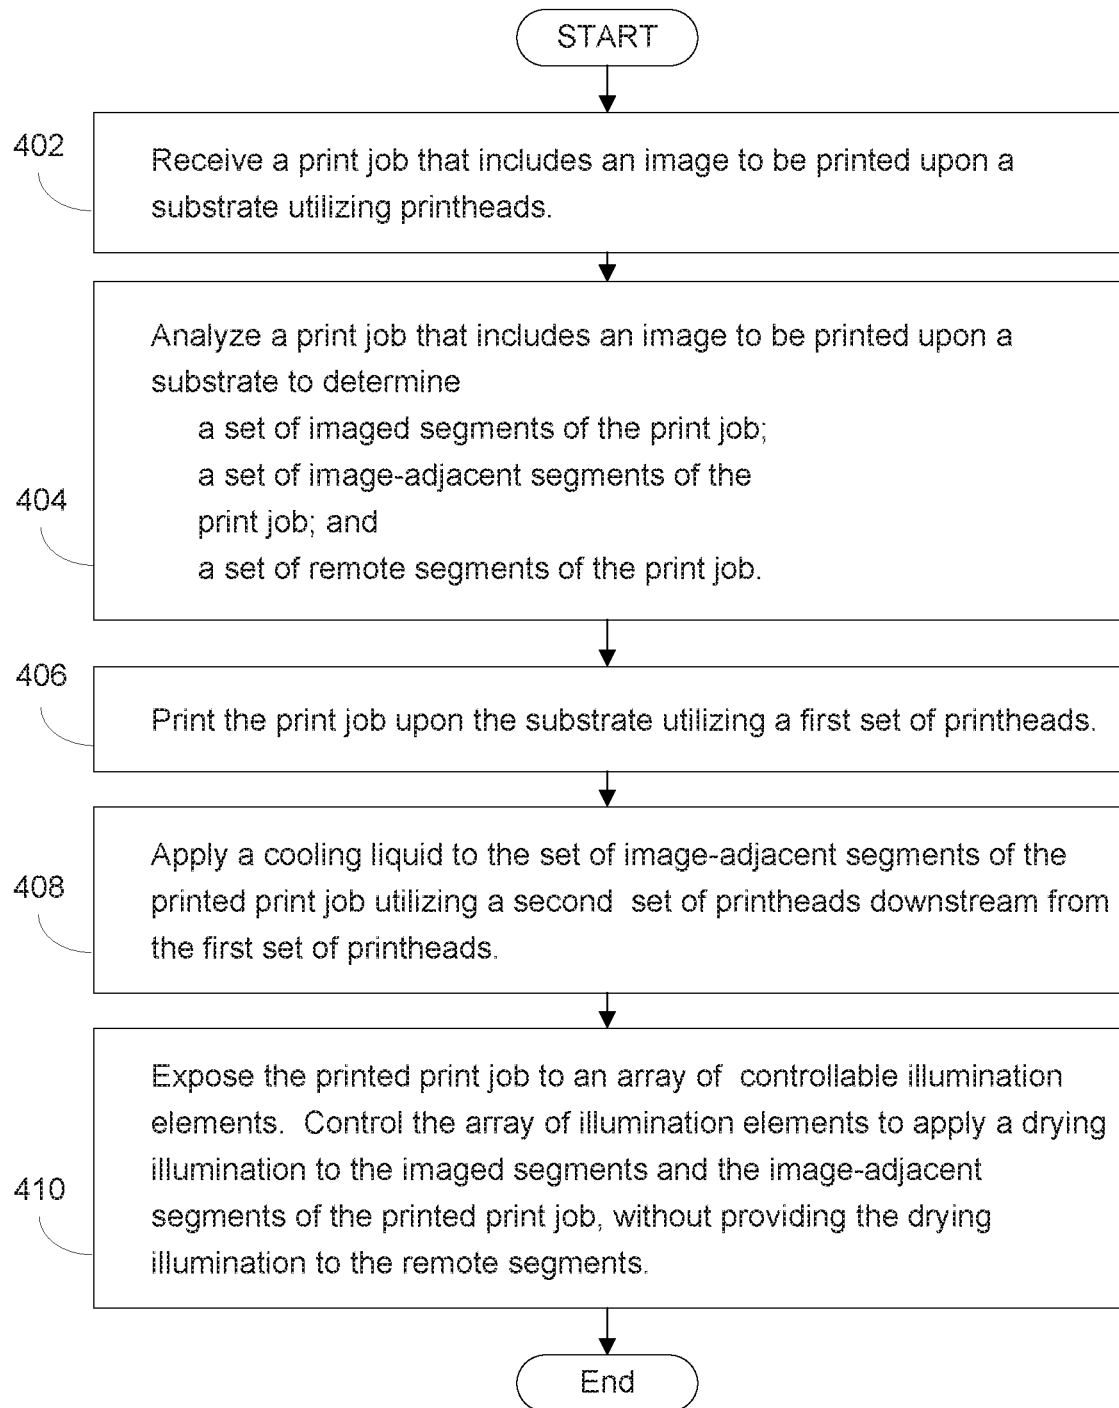 START
402
Receive a print job that includes an image to be printed upon a
substrate utilizing printheads.
Analyze a print job that includes an image to be printed upon a
substrate to determine
a set of imaged segments of the print job;
a set of image-adjacent segments of the
print job; and
a set of remote segments of the print job.
404
406
Print the print job upon the substrate utilizing a first set of printheads.
Apply a cooling liquid to the set of image-adjacent segments of the
printed print job utilizing a second set of printheads downstream from
the first set of printheads.
408
Expose the printed print job to an array of controllable illumination
elements. Control the array of illumination elements to apply a drying
illumination to the imaged segments and the image-adjacent
segments of the printed print job, without providing the drying
illumination to the remote segments.
410
End